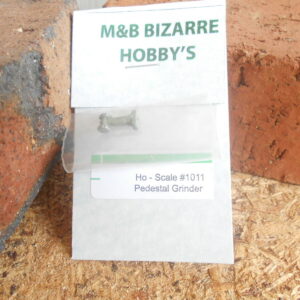 M&B BIZARRE
HOBBY'S
Ho - Scale #1011
Pedestal Grinder